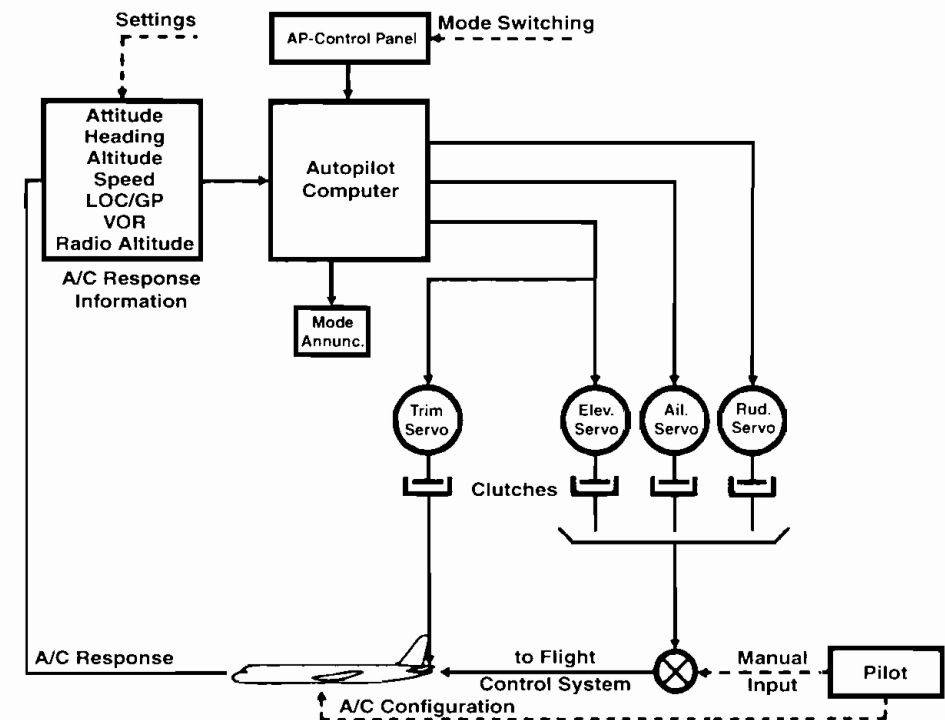 Settings
Mode Switching
AP-Control Panel
Attitude
Heading
Altitude
Speed
LOC/GP
VOR
Radio Altitude
Autopilot
Computer
A/C Response
Information
Mode
Annunc.
Trim
Servo
Elev.
Servo
Ail.
Servo
Rud.
Servo
Clutches
A/C Response
to Flight
Control System
Manual
Input
Pilot
A/C Configuration